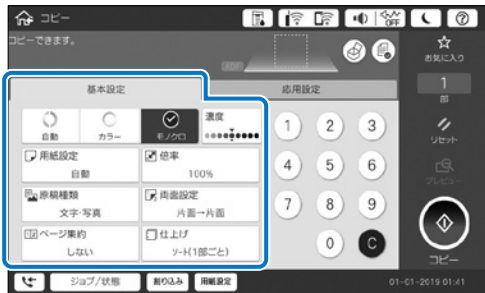 コピー
OFF
コピーできます。
ADF
お気に入り
基本設定
応用設定
1
部
自動
カラー
モノクロ
濃度
1
2
3
リセット
用紙設定
自動
倍率
100%
4
5
6
プレビュー
原稿種類
文字·写真
両面設定
片面→片面
7
8
9
ページ集約
しない
仕上げ
ソート(1部ごと)
0
C
コピー
ジョブ/状態
割り込み
用紙設定
01-01-2019 01:41